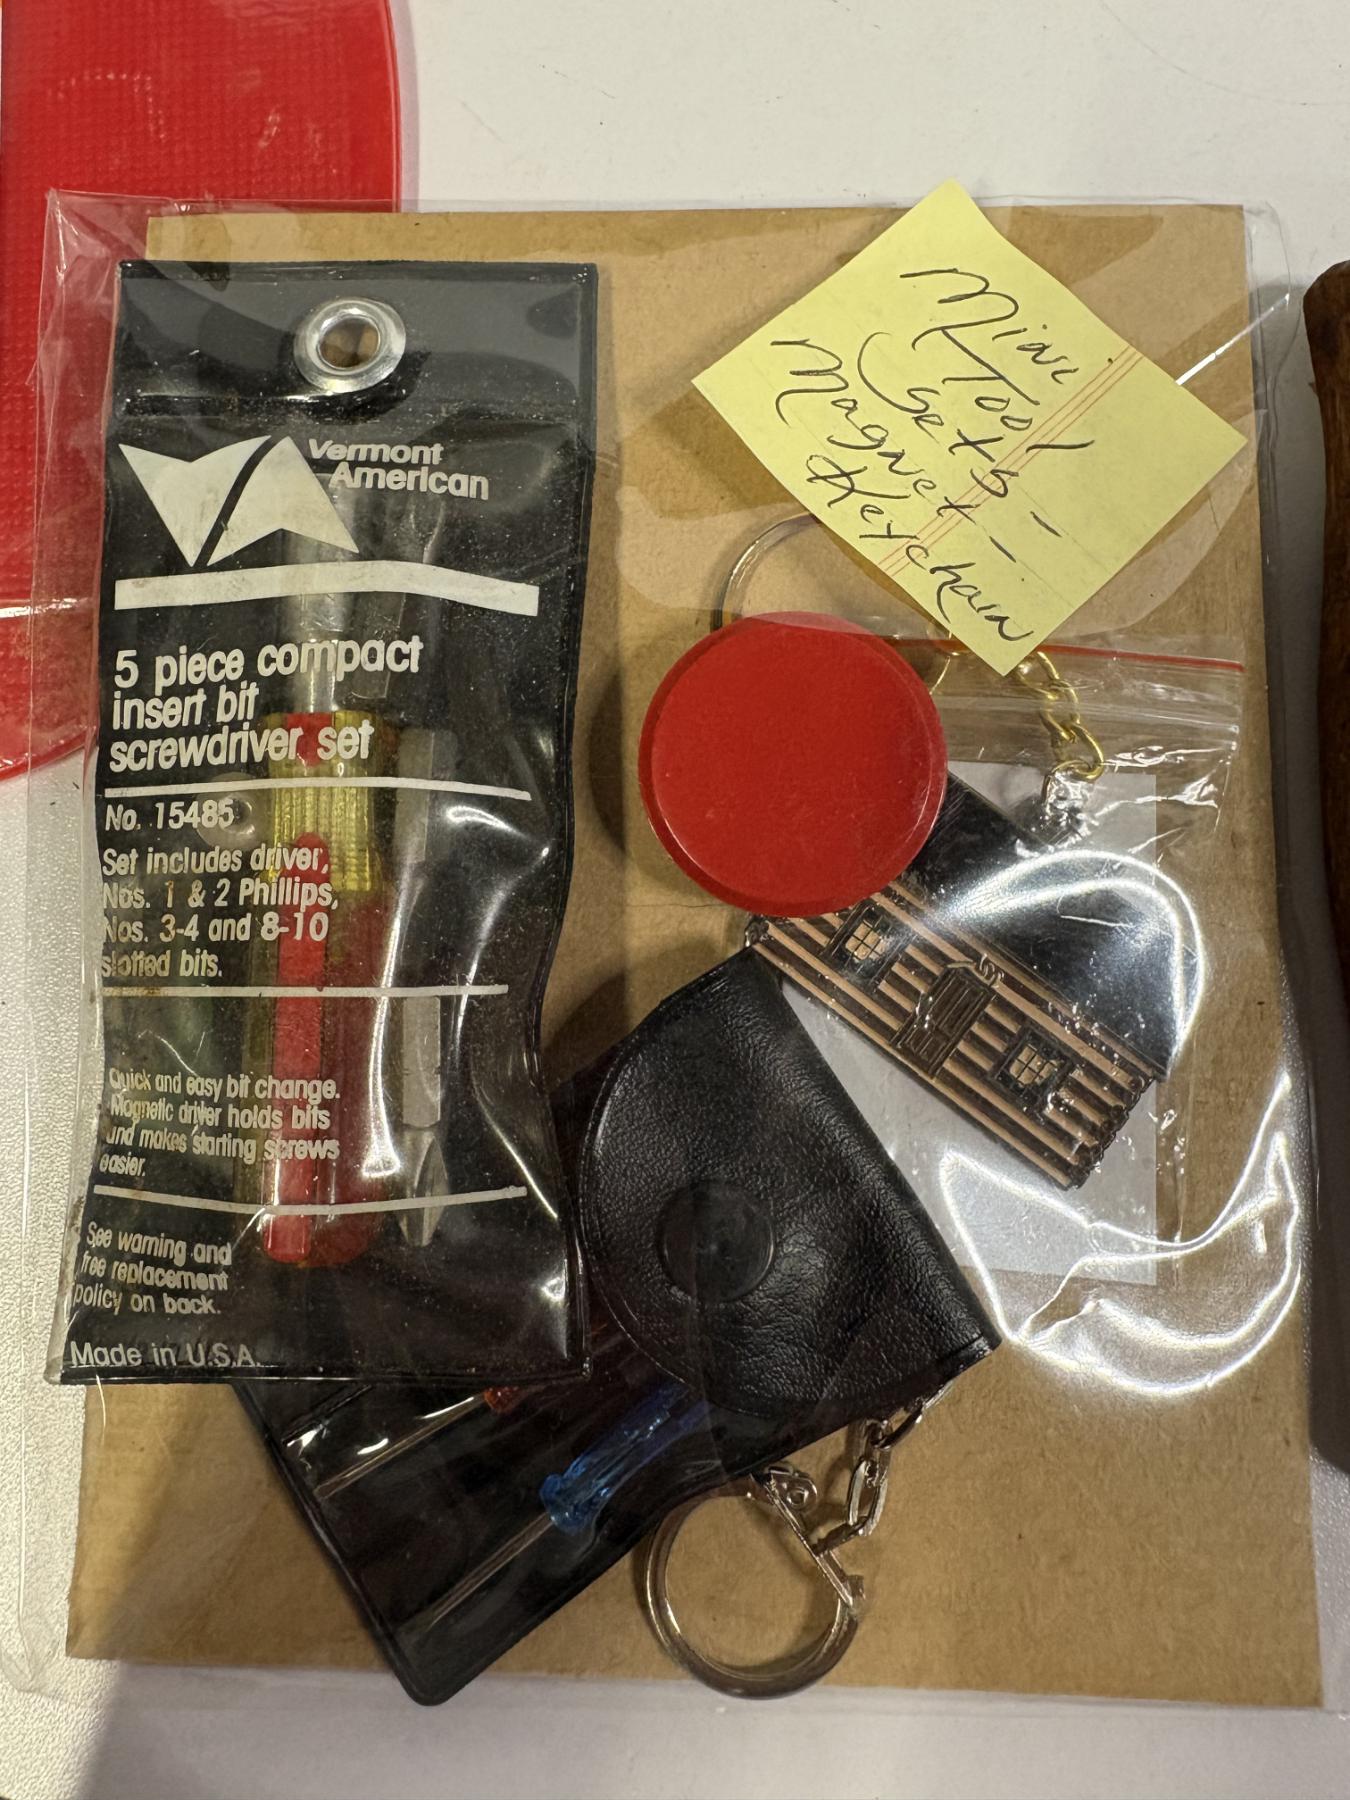 Vermont
American
5 piece compact
insert bit
screwdriver set
No. 15485
Set includes driver,
Nos. 1 & 2 Phillips,
Nos. 3-4 and 8-10
slotted bits.
Quick and easy bit change.
Magnetic driver holds bits
and makes starting screws
easier.
See warning and
free replacement
policy on back.
Made in U.S.A.
Mini
Tool
Sets -
Magnet -
Keychain